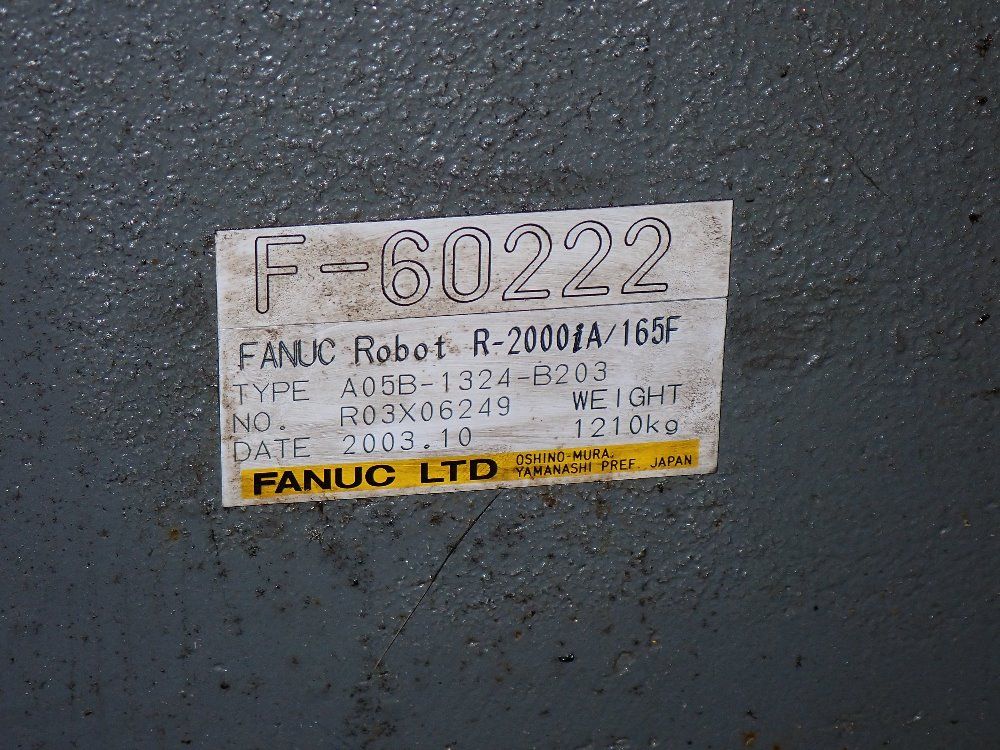 F-60222
FANUC Robot R-2000iA/165F
TYPE A05B-1324-B203
NO. R03X06249 WEIGHT
DATE 2003.10 1210kg
FANUC LTD OSHINO-MURA,
YAMANASHI PREF. JAPAN